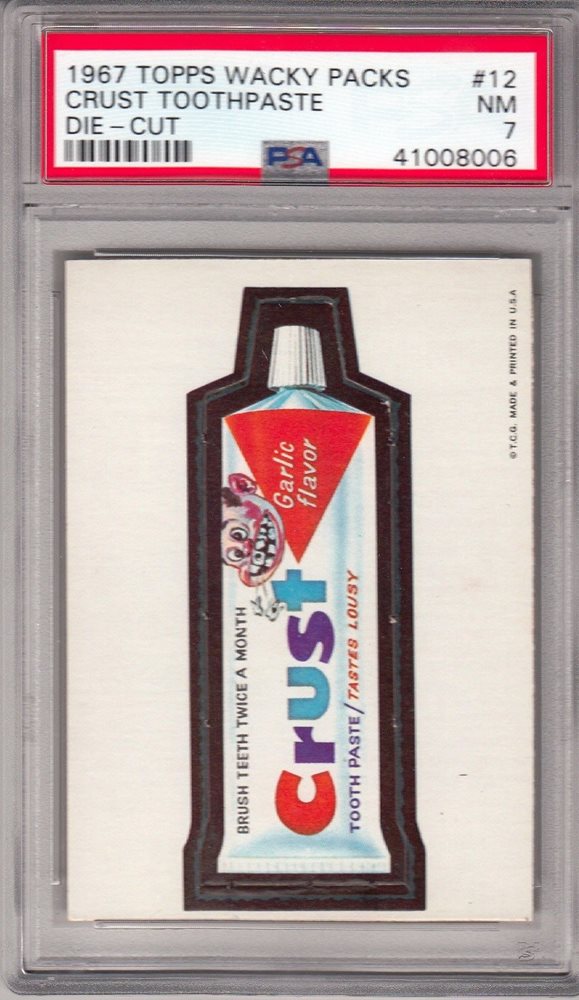 1967 TOPPS WACKY PACKS #12
CRUST TOOTHPASTE NM
DIE-CUT 7
PSA 41008006
©T.C.G. MADE & PRINTED IN U.S.A
BRUSH TEETH TWICE A MONTH
Garlic
flavor
Crust
TOOTH PASTE/TASTES LOUSY